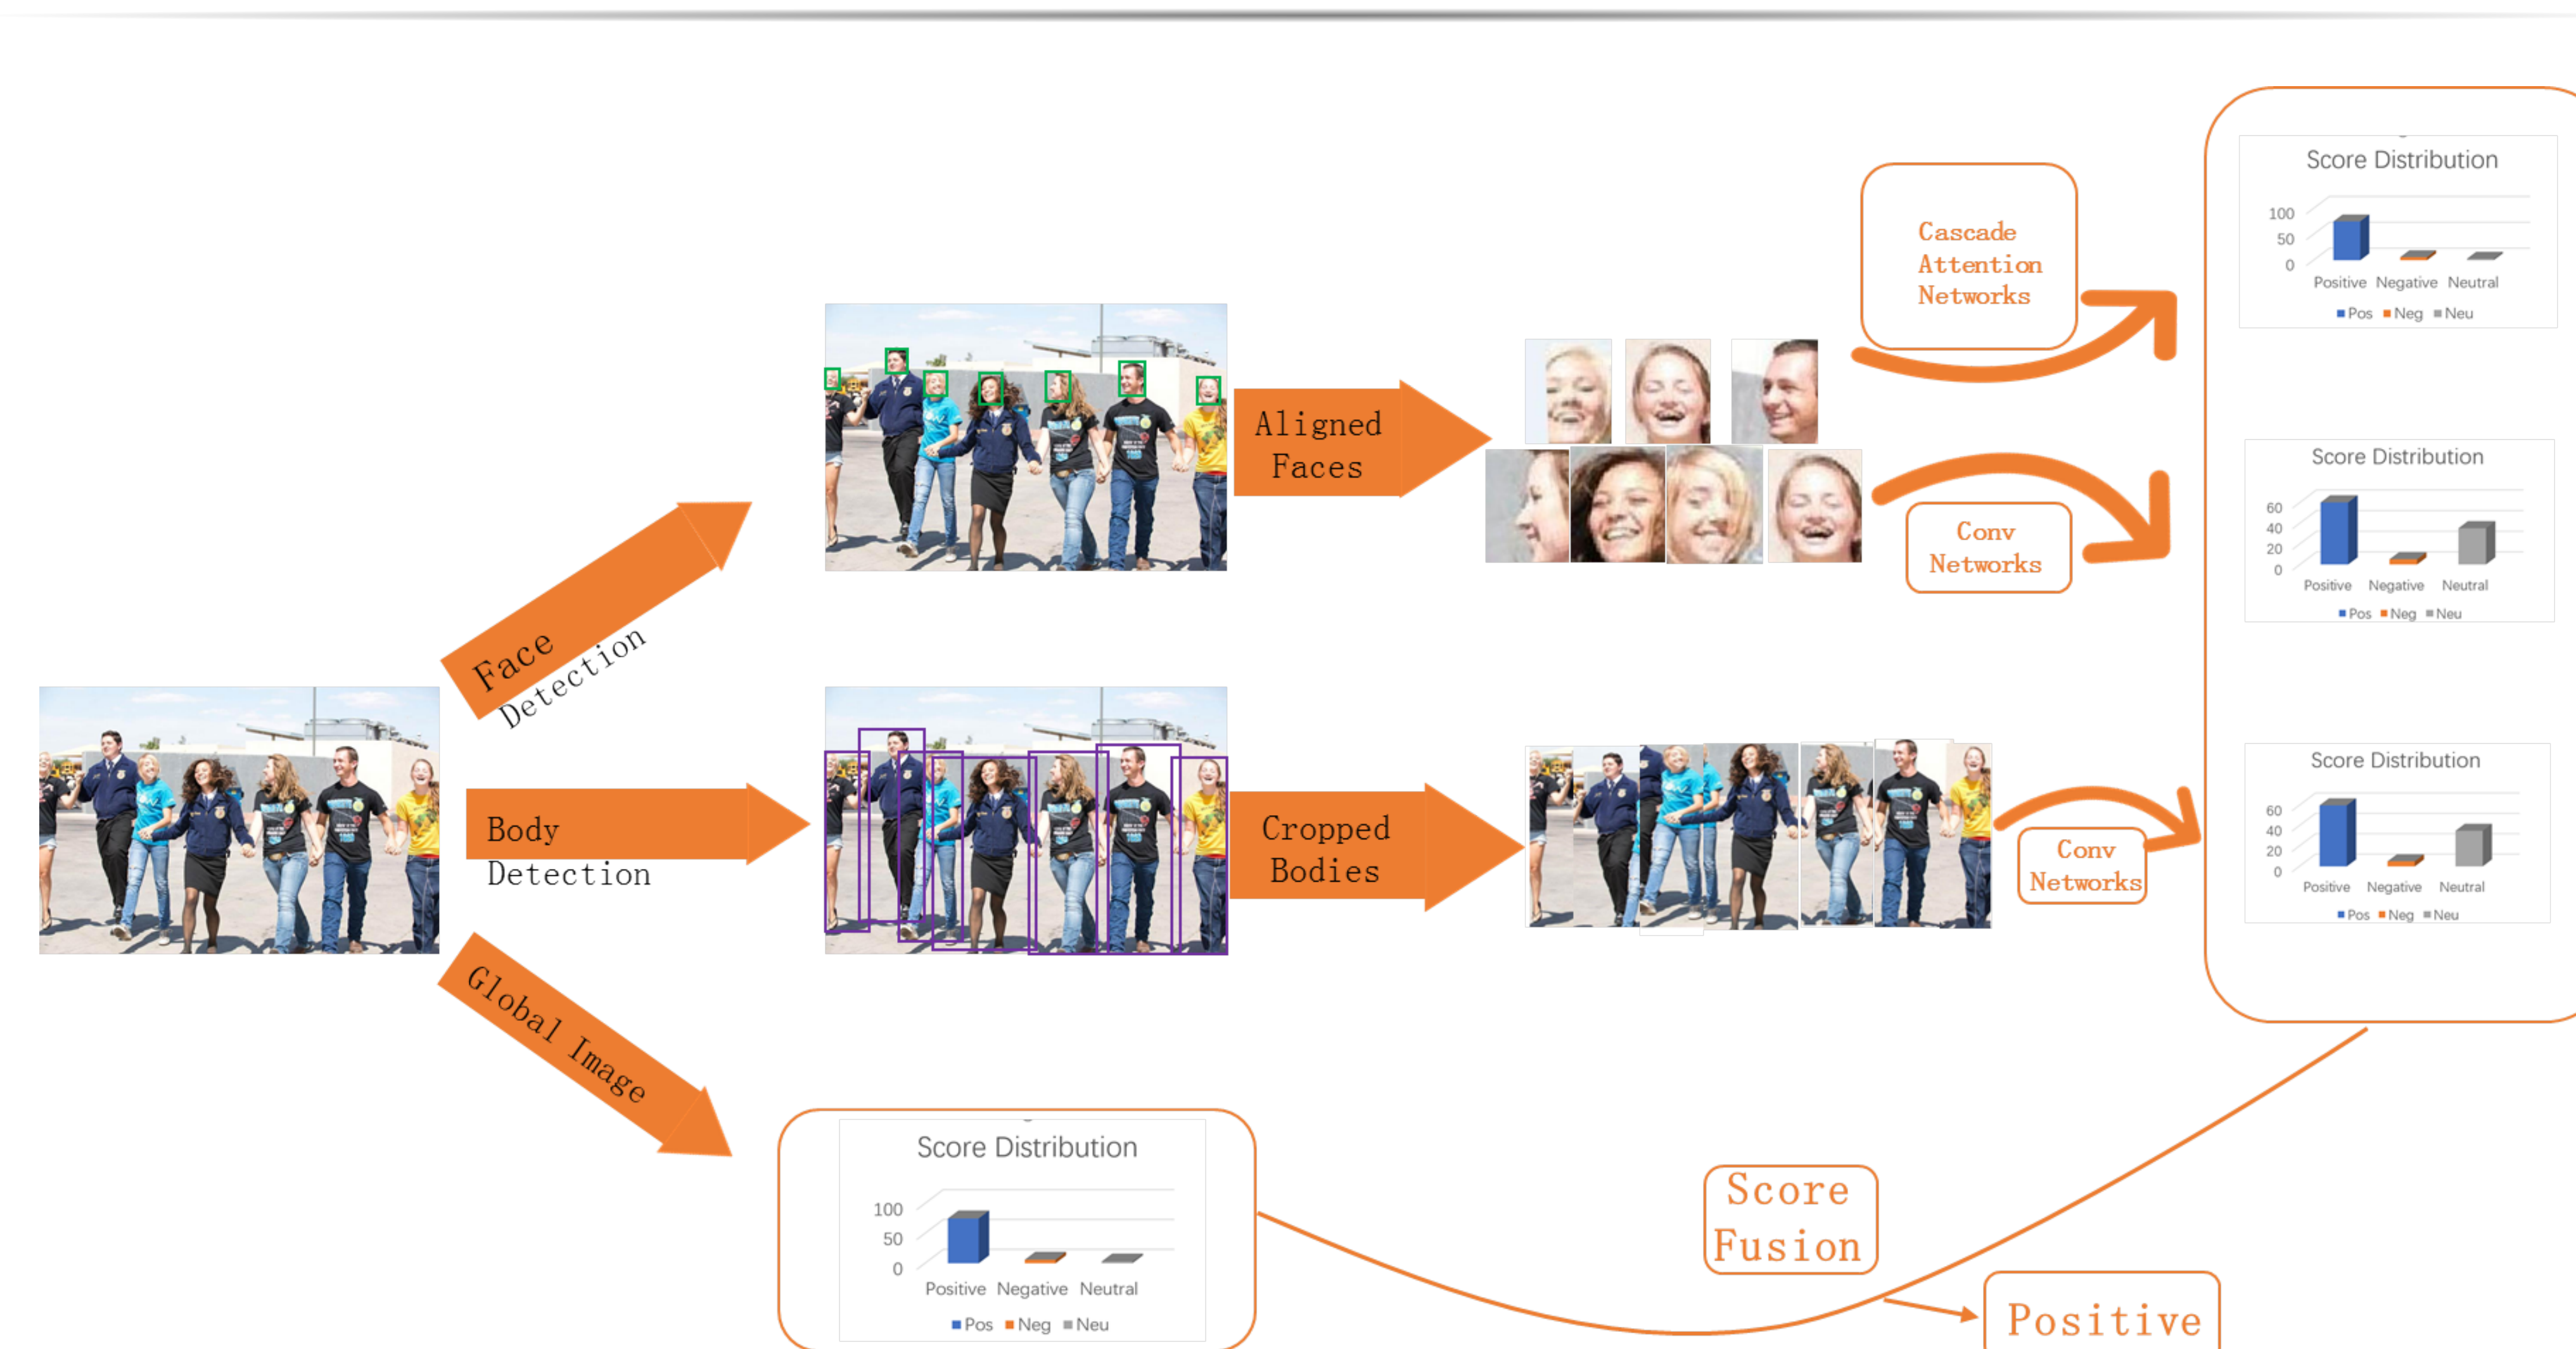 Score Distribution
100
50
0
Positive Negative Neutral
Pos Neg Neu
Cascade
Attention
Networks
Aligned
Faces
Score Distribution
60
40
20
0
Positive Negative Neutral
Pos Neg Neu
Conv
Networks
Face
Detection
Body
Detection
Cropped
Bodies
Conv
Networks
Score Distribution
60
40
20
0
Positive Negative Neutral
Pos Neg Neu
Global Image
Score Distribution
100
50
0
Positive Negative Neutral
Pos Neg Neu
Score
Fusion
Positive